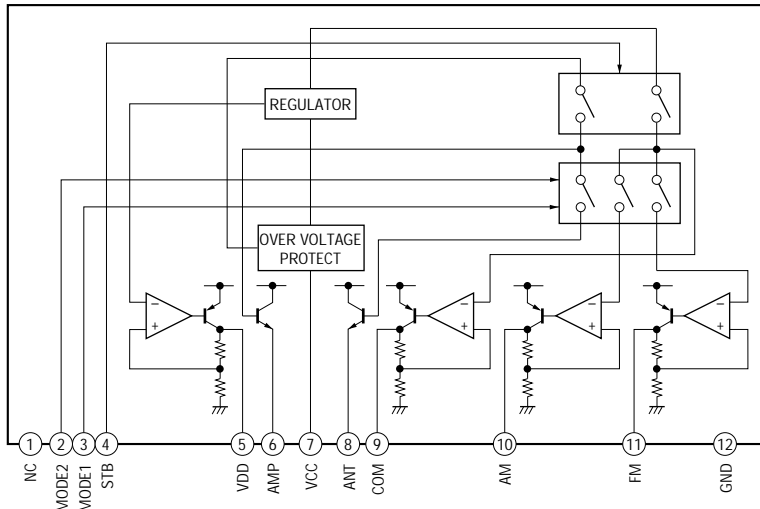 REGULATOR
OVER VOLTAGE
PROTECT
− − − −
+ + + +
1 2 3 4 5 6 7 8 9 10 11 12
NC
MODE2
MODE1
STB
VDD
AMP
VCC
ANT
COM
AM
FM
GND